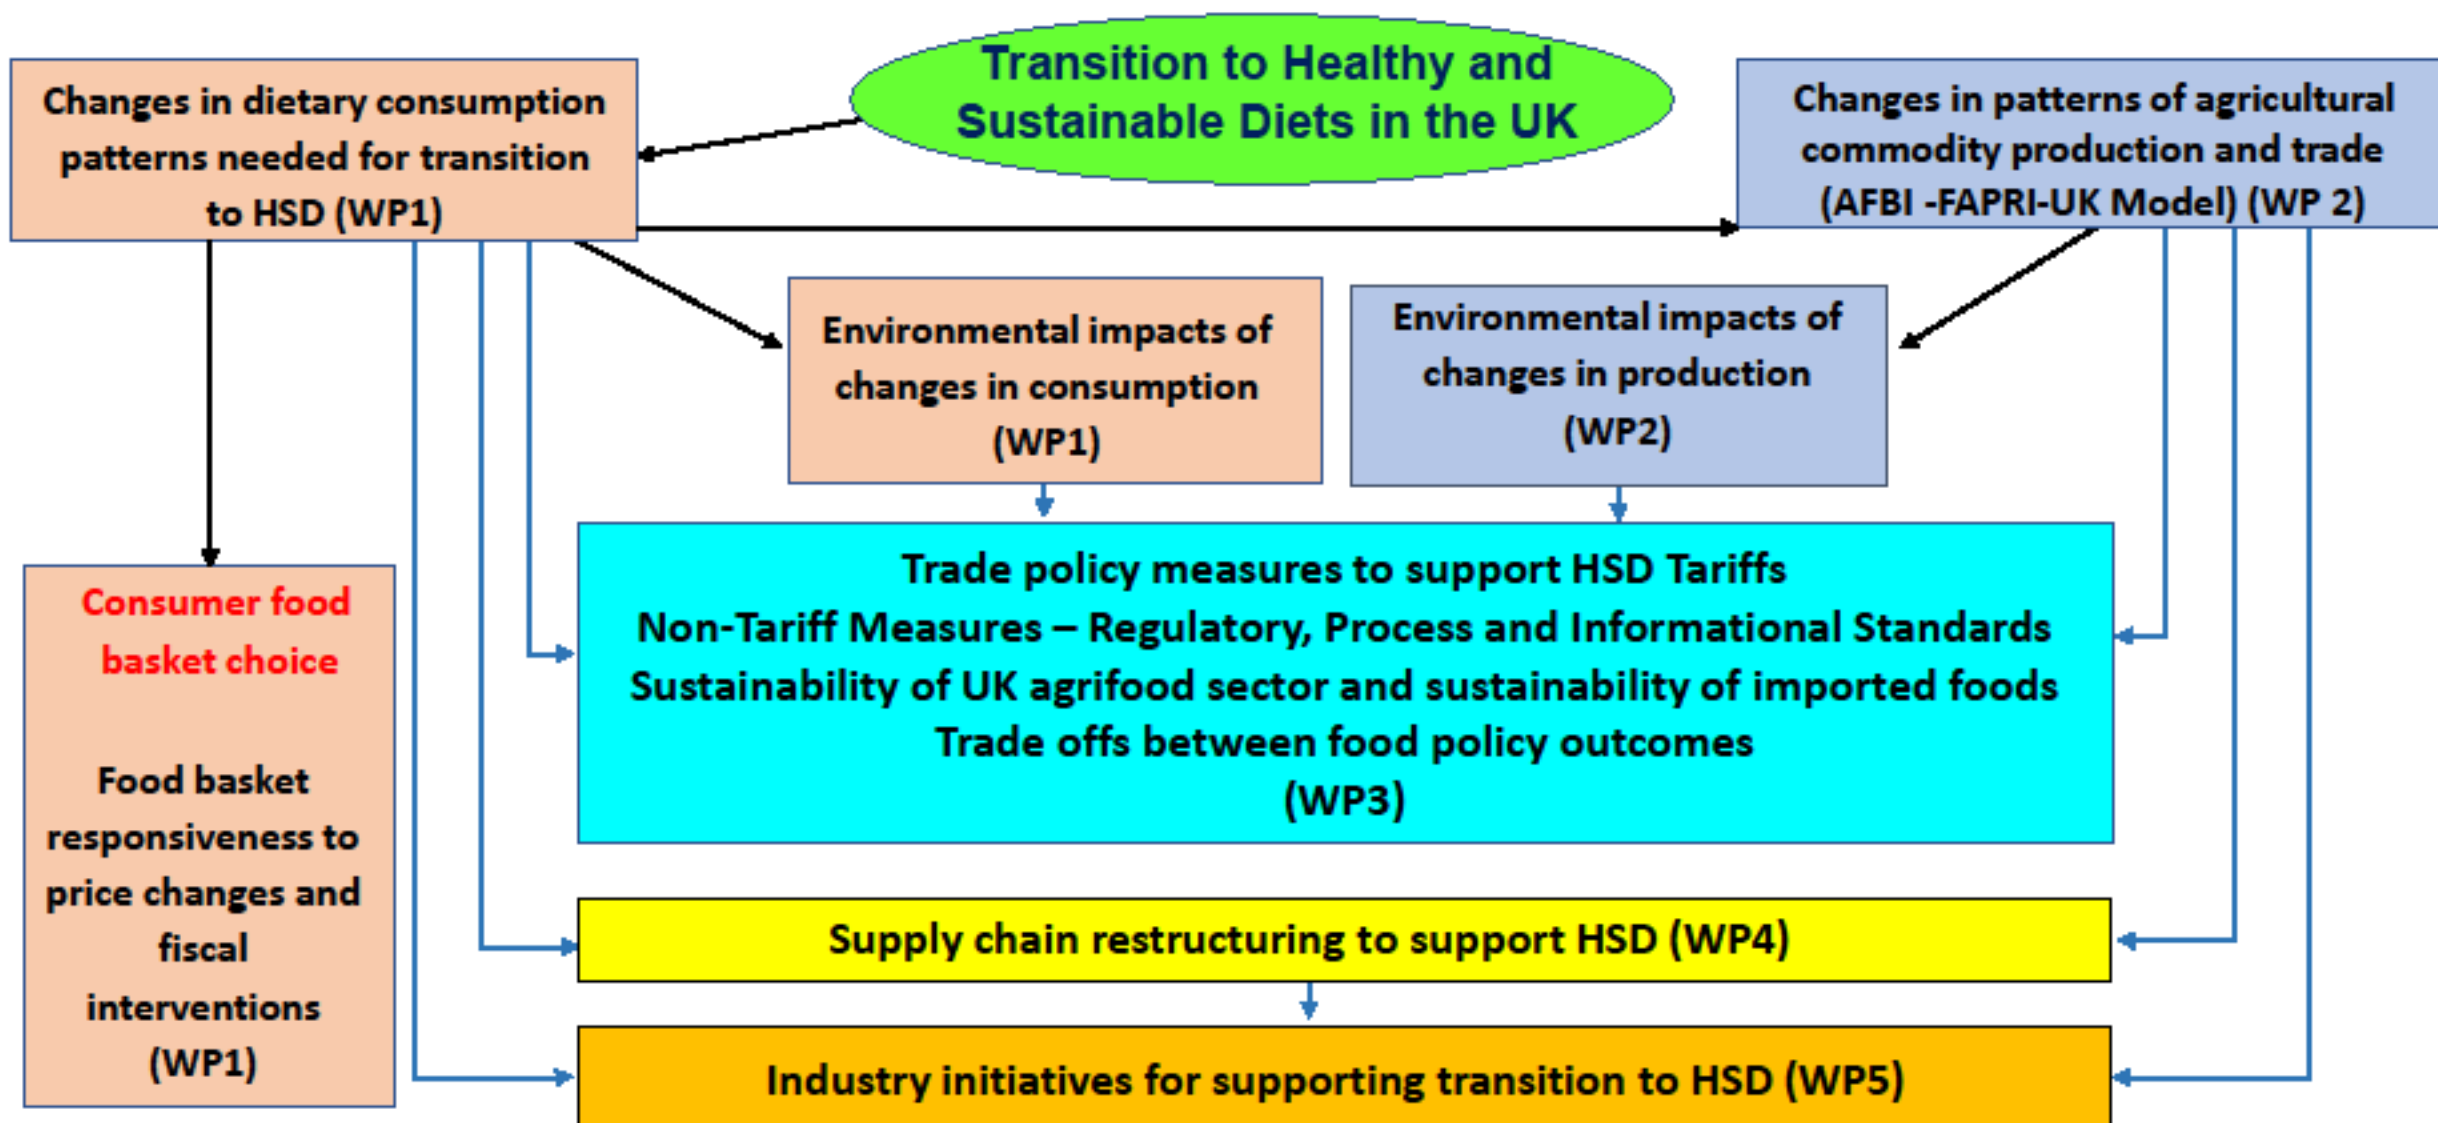 Transition to Healthy and
Sustainable Diets in the UK
Changes in dietary consumption
patterns needed for transition
to HSD (WP1)
Changes in patterns of agricultural
commodity production and trade
(AFBI -FAPRI-UK Model) (WP 2)
Environmental impacts of
changes in consumption
(WP1)
Environmental impacts of
changes in production
(WP2)
Consumer food
basket choice
Food basket
responsiveness to
price changes and
fiscal
interventions
(WP1)
Trade policy measures to support HSD Tariffs
Non-Tariff Measures – Regulatory, Process and Informational Standards
Sustainability of UK agrifood sector and sustainability of imported foods
Trade offs between food policy outcomes
(WP3)
Supply chain restructuring to support HSD (WP4)
Industry initiatives for supporting transition to HSD (WP5)